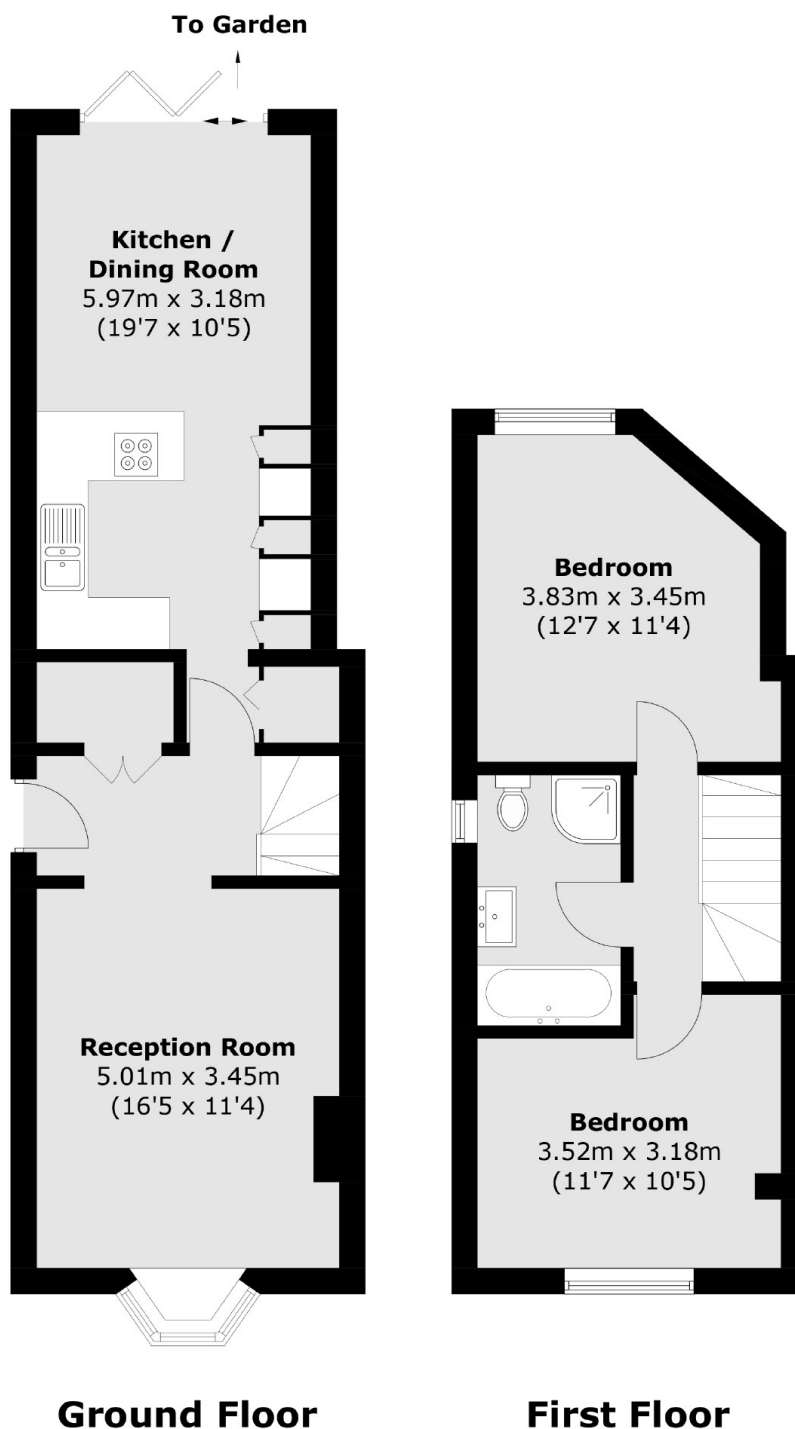 To Garden
Kitchen /
Dining Room
5.97m x 3.18m
(19'7 x 10'5)
Reception Room
5.01m x 3.45m
(16'5 x 11'4)
Ground Floor
Bedroom
3.83m x 3.45m
(12'7 x 11'4)
Bedroom
3.52m x 3.18m
(11'7 x 10'5)
First Floor